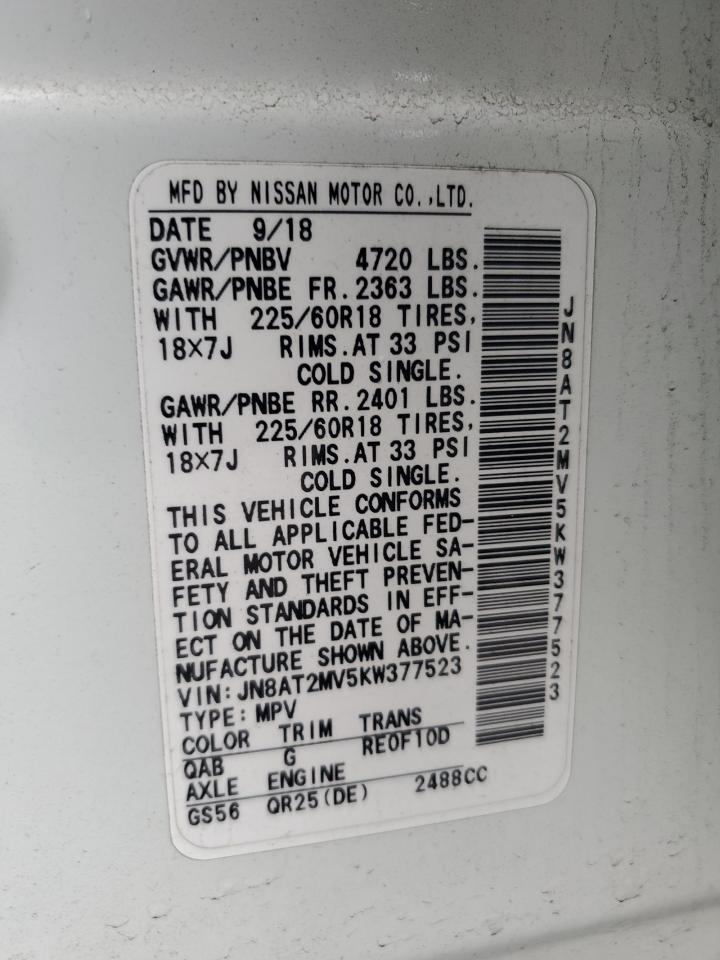 MFD BY NISSAN MOTOR CO.,LTD.
DATE 9/18
GVWR/PNBV 4720 LBS.
GAWR/PNBE FR. 2363 LBS.
WITH 225/60R18 TIRES,
18×7J RIMS. AT 33 PSI
COLD SINGLE.
GAWR/PNBE RR. 2401 LBS.
WITH 225/60R18 TIRES,
18×7J RIMS. AT 33 PSI
COLD SINGLE.
THIS VEHICLE CONFORMS
TO ALL APPLICABLE FED-
ERAL MOTOR VEHICLE SA-
FETY AND THEFT PREVEN-
TION STANDARDS IN EFF-
ECT ON THE DATE OF MA-
NUFACTURE SHOWN ABOVE.
VIN: JN8AT2MV5KW377523
TYPE: MPV
COLOR TRIM TRANS
QAB G RE0F10D
AXLE ENGINE
GS56 QR25(DE) 2488CC
JN8AT2MV5KW377523